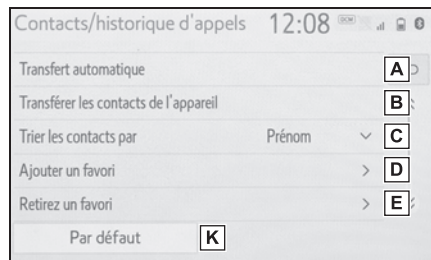 Contacts/historique d'appels 12:08
Transfert automatique A
Transférer les contacts de l'appareil B
Trier les contacts par Prénom C
Ajouter un favori D
Retirez un favori E
Par défaut K